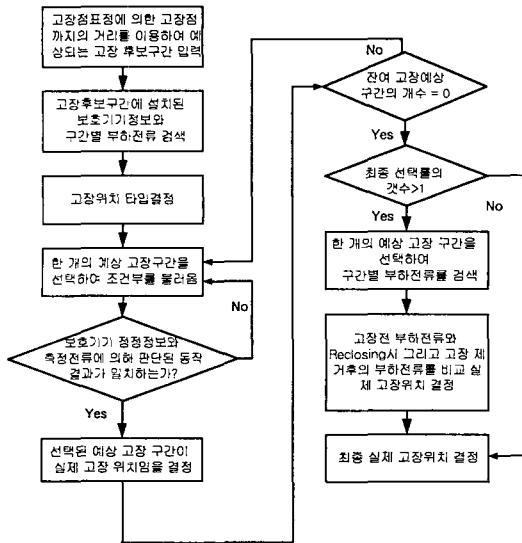 고장점표정에 의한 고장점
까지의 거리를 이용하여 예
상되는 고장 후보구간 입력
고장후보구간에 설치된
보호기기정보와
구간별 부하전류 검색
고장위치 타입결정
한 개의 예상 고장구간을
선택하여 조건부를 불러옴
No
보호기기 정정정보와
측정전류에 의해 판단된 동작
결과가 일치하는가?
Yes
선택된 예상 고장 구간이
실제 고장 위치임을 결정
No
잔여 고장예상
구간의 개수 = 0
Yes
최종 선택룰의
갯수>1
Yes
No
한 개의 예상 고장 구간을
선택하여
구간별 부하전류를 검색
고장전 부하전류와
Reclosing시 그리고 고장 제
거후의 부하전류를 비교 실
제 고장위치 결정
최종 실제 고장위치 결정